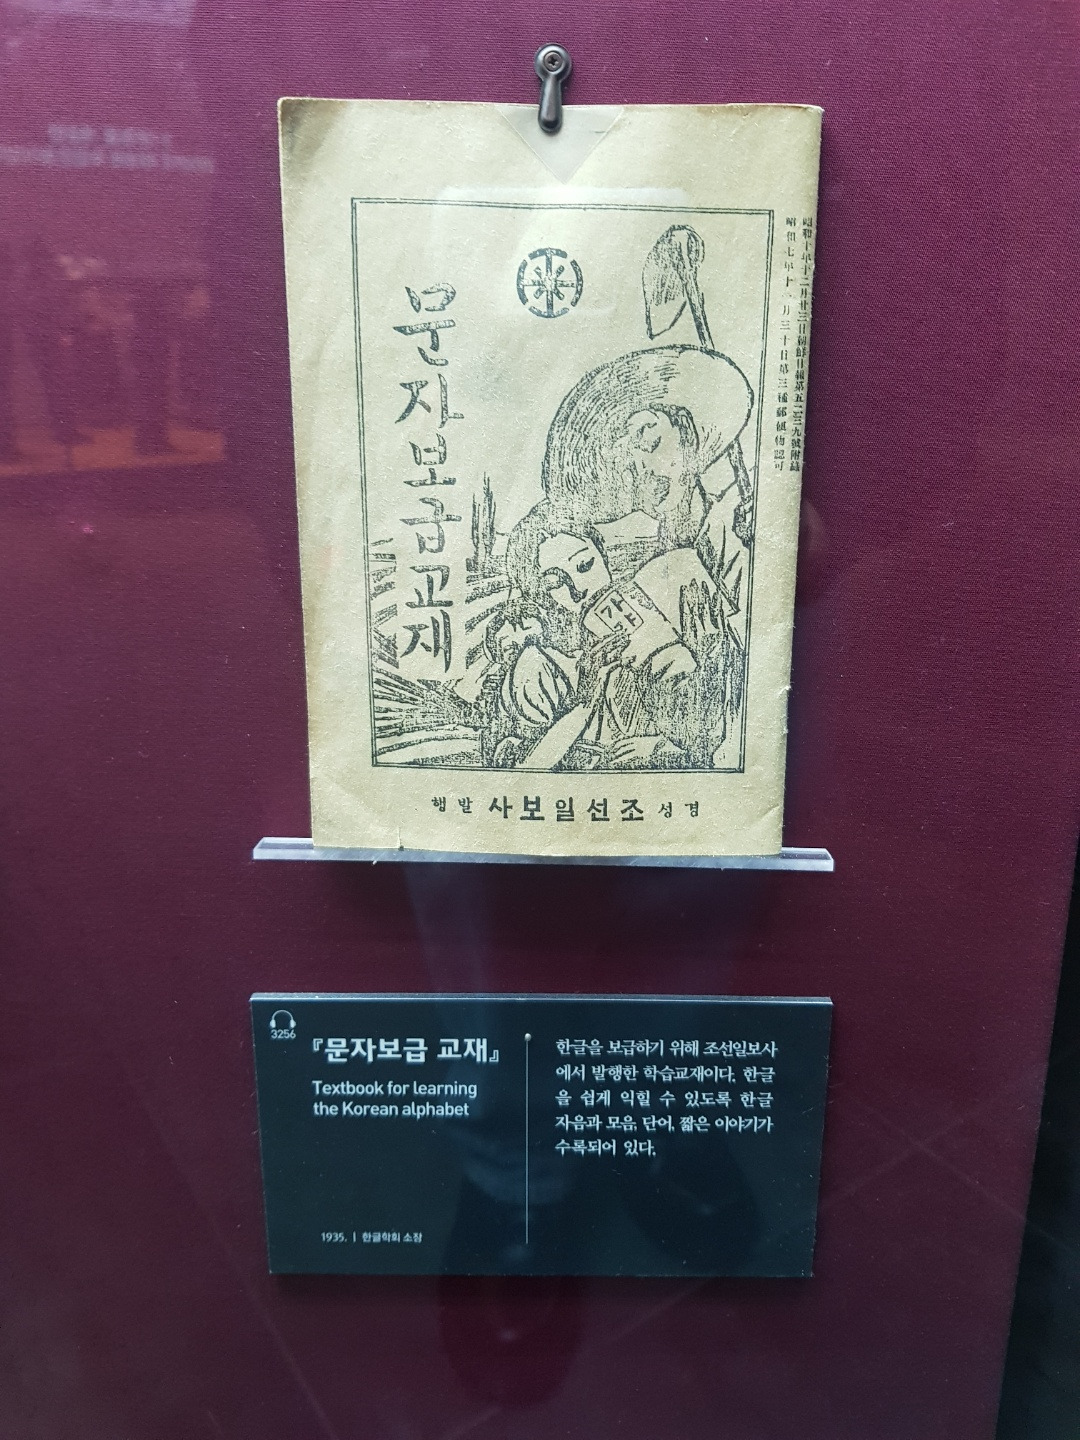 문자보급교재
昭和十年十二月廿三日朝鮮日報第五二三九號附錄
昭和七年十一月三十日第三種郵便物認可
가
행발 사보일선조 성경
3256
『문자보급 교재』
Textbook for learning
the Korean alphabet
1935. | 한글학회 소장
한글을 보급하기 위해 조선일보사
에서 발행한 학습교재이다. 한글
을 쉽게 익힐 수 있도록 한글
자음과 모음, 단어, 짧은 이야기가
수록되어 있다.